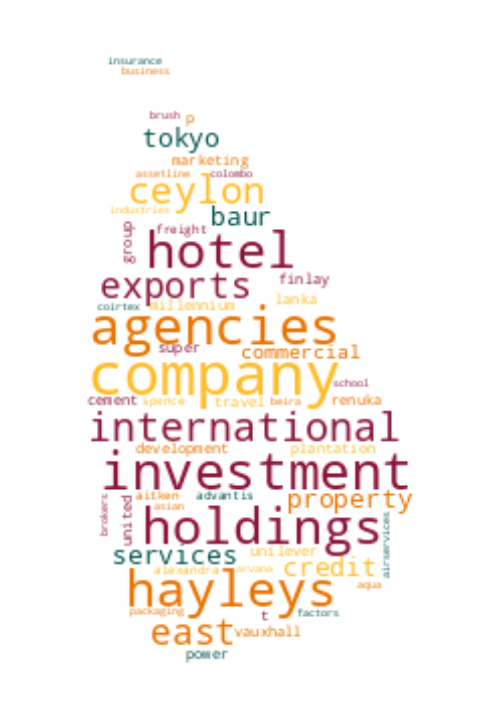 insurance
business
brush p
tokyo
marketing
assetline colombo
ceylon
industries
baur
group freight
hotel
exports finlay
lanka
coirtex millennium
agencies
super commercial
company
school
cement spence travel beira renuka
international
development plantation
investment
aitken advantis property
asian
brokers united holdings airservices
services unilever
alexandra arvana credit
hayleys aqua
packaging t factors
east vauxhall
power